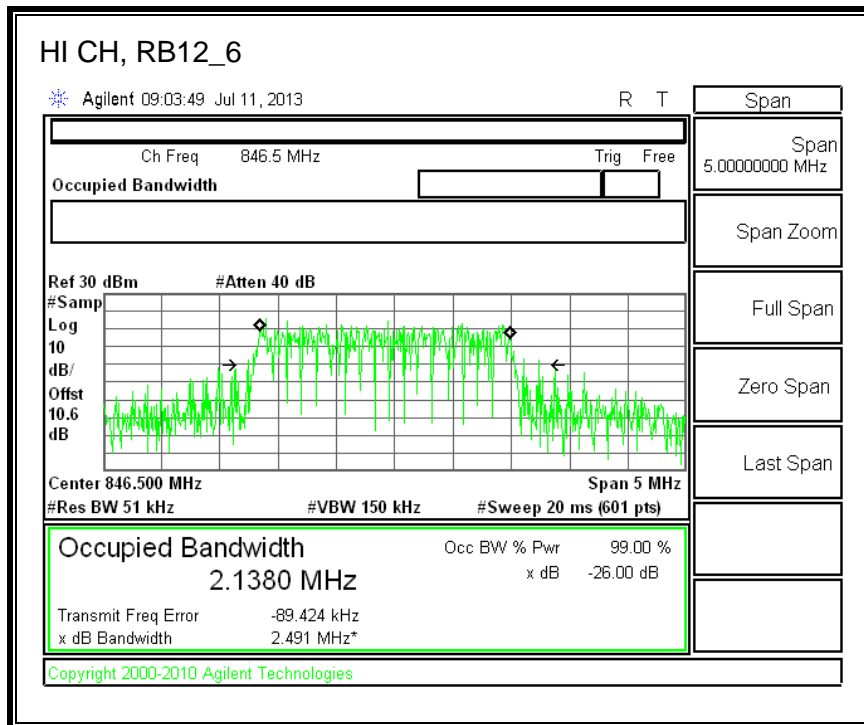 HI CH, RB12_6
Agilent 09:03:49 Jul 11, 2013 R T
Span
Ch Freq 846.5 MHz Trig Free
Occupied Bandwidth
Span
5.00000000 MHz
Span Zoom
Full Span
Zero Span
Last Span
Ref 30 dBm #Atten 40 dB
#Samp
Log
10
dB/
Offst
10.6
dB
Center 846.500 MHz Span 5 MHz
#Res BW 51 kHz #VBW 150 kHz #Sweep 20 ms (601 pts)
Occupied Bandwidth Occ BW % Pwr 99.00 %
2.1380 MHz x dB -26.00 dB
Transmit Freq Error -89.424 kHz
x dB Bandwidth 2.491 MHz*
Copyright 2000-2010 Agilent Technologies